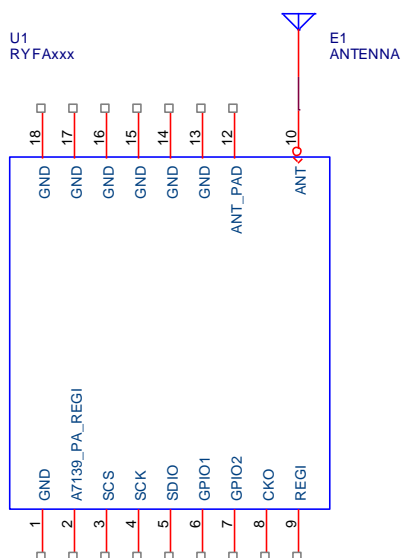 U1
RYFAxxx
E1
ANTENNA
18
17
16
15
14
13
12
10
GND
GND
GND
GND
GND
GND
ANT_PAD
ANT
GND
A7139_PA_REGI
SCS
SCK
SDIO
GPIO1
GPIO2
CKO
REGI
1
2
3
4
5
6
7
8
9